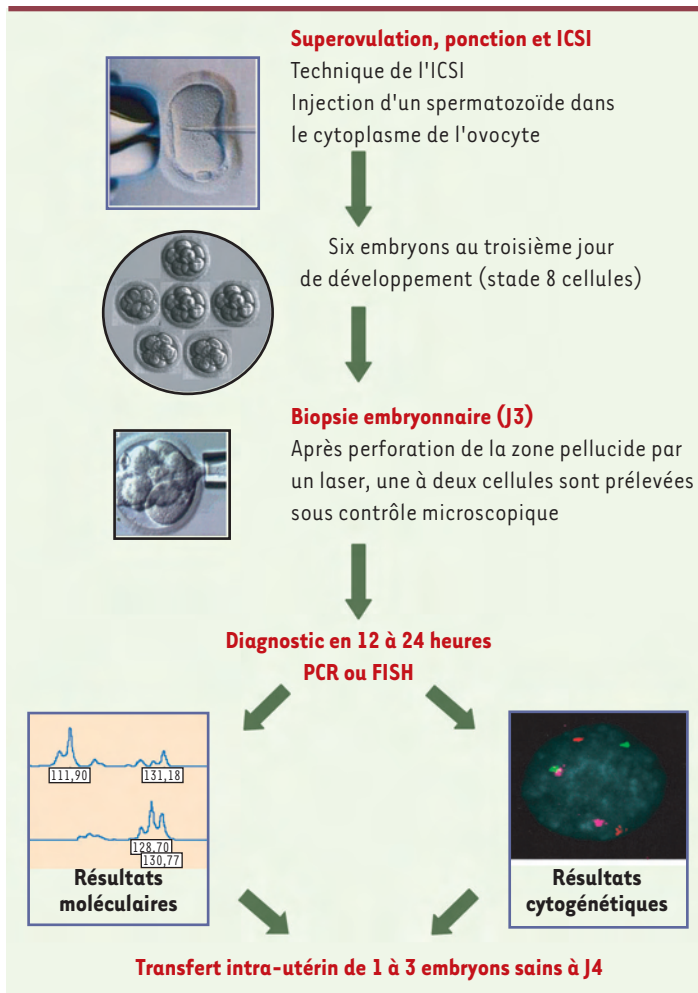 Superovulation, ponction et ICSI
Technique de l'ICSI
Injection d'un spermatozoïde dans
le cytoplasme de l'ovocyte
Six embryons au troisième jour
de développement (stade 8 cellules)
Biopsie embryonnaire (J3)
Après perforation de la zone pellucide par
un laser, une à deux cellules sont prélevées
sous contrôle microscopique
Diagnostic en 12 à 24 heures
PCR ou FISH
111,90
131,18
128,70
130,77
Résultats
moléculaires
Résultats
cytogénétiques
Transfert intra-utérin de 1 à 3 embryons sains à J4